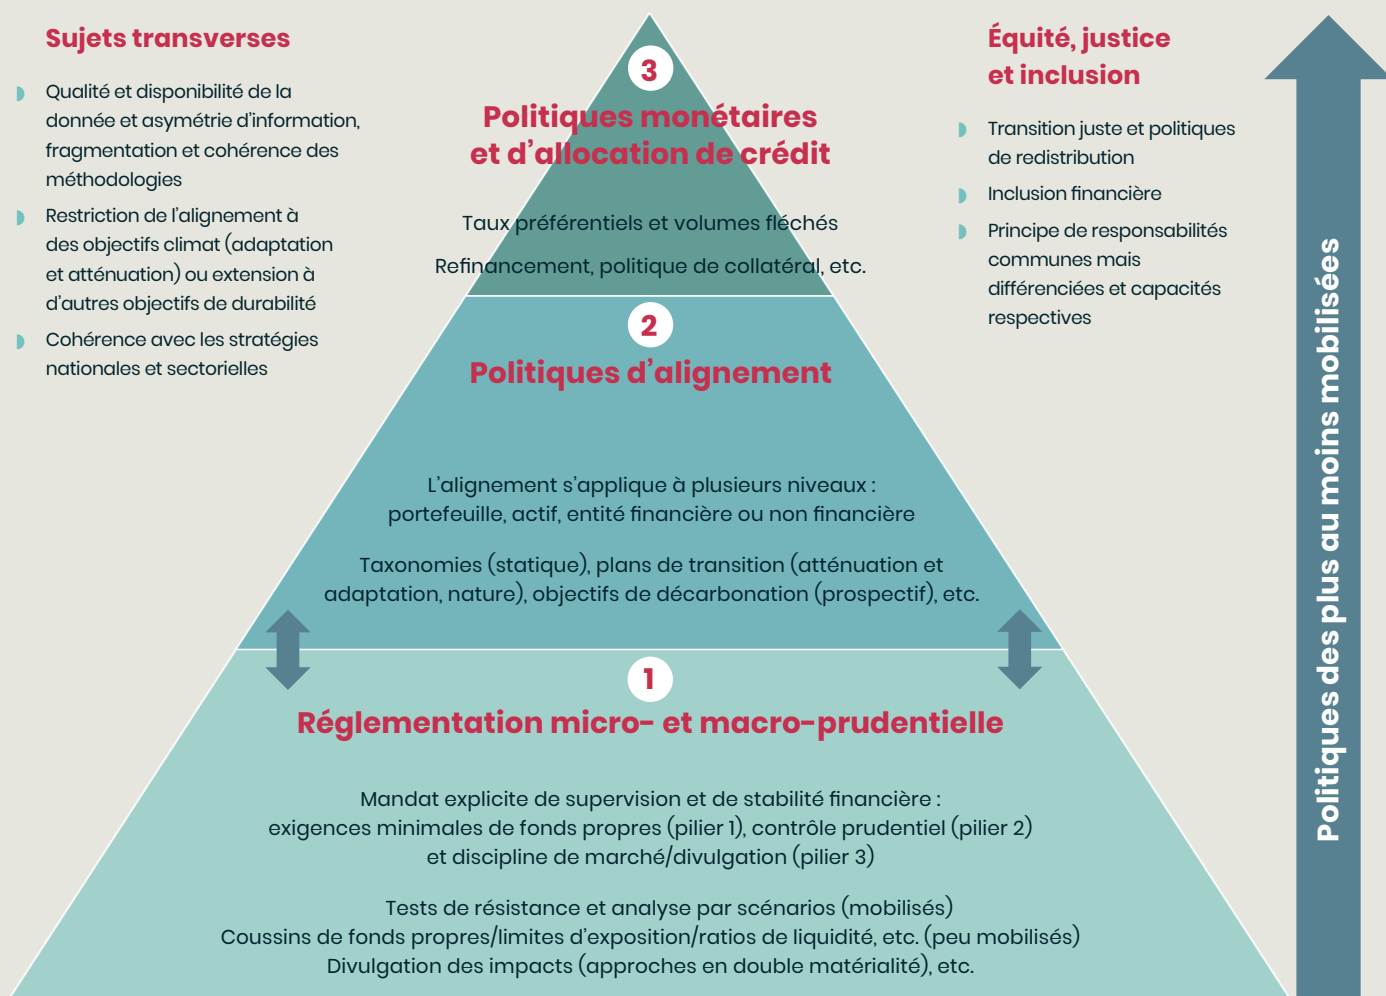 Sujets transverses
Qualité et disponibilité de la
donnée et asymétrie d’information,
fragmentation et cohérence des
méthodologies
Restriction de l’alignement à
des objectifs climat (adaptation
et atténuation) ou extension à
d’autres objectifs de durabilité
Cohérence avec les stratégies
nationales et sectorielles
3
Politiques monétaires
et d’allocation de crédit
Taux préférentiels et volumes fléchés
Refinancement, politique de collatéral, etc.
2
Politiques d’alignement
L’alignement s’applique à plusieurs niveaux :
portefeuille, actif, entité financière ou non financière
Taxonomies (statique), plans de transition (atténuation et
adaptation, nature), objectifs de décarbonation (prospectif), etc.
1
Réglementation micro- et macro-prudentielle
Mandat explicite de supervision et de stabilité financière :
exigences minimales de fonds propres (pilier 1), contrôle prudentiel (pilier 2)
et discipline de marché/divulgation (pilier 3)
Tests de résistance et analyse par scénarios (mobilisés)
Coussins de fonds propres/limites d’exposition/ratios de liquidité, etc. (peu mobilisés)
Divulgation des impacts (approches en double matérialité), etc.
Équité, justice
et inclusion
Transition juste et politiques
de redistribution
Inclusion financière
Principe de responsabilités
communes mais
différenciées et capacités
respectives
Politiques des plus au moins mobilisées